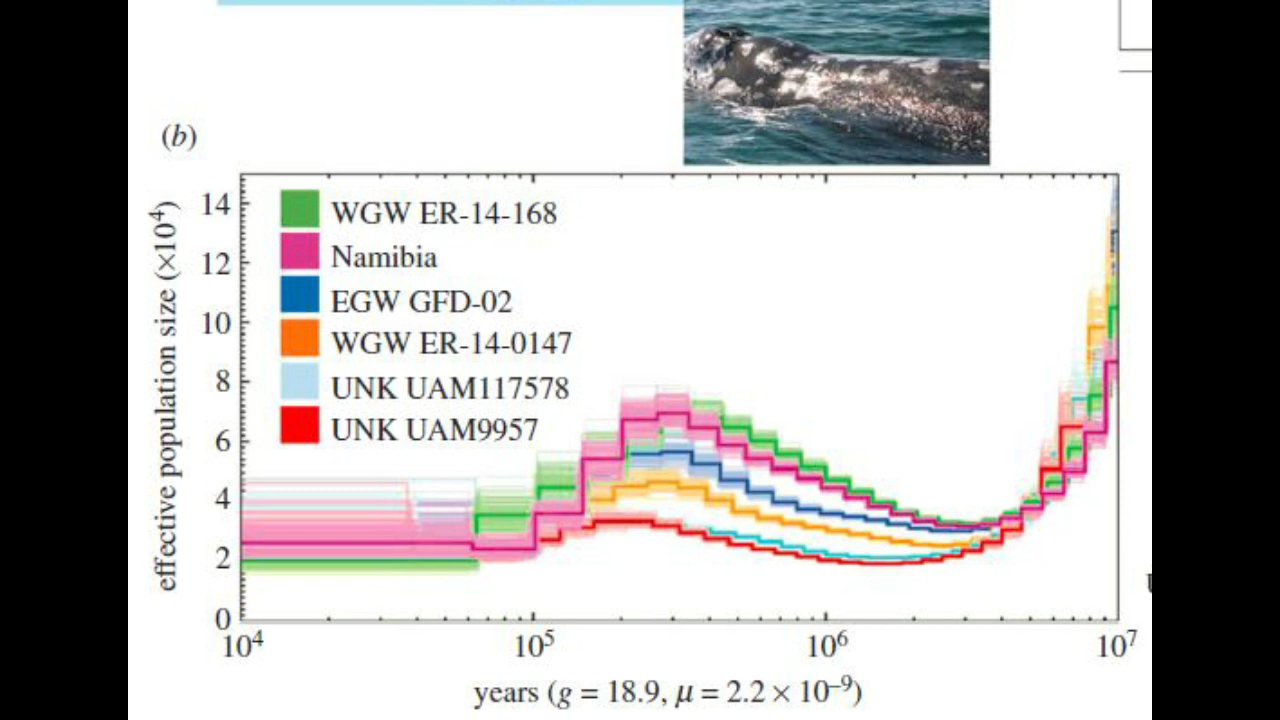 (b)
effective population size (×10⁴)
14
12
10
8
6
4
2
0
WGW ER-14-168
Namibia
EGW GFD-02
WGW ER-14-0147
UNK UAM117578
UNK UAM9957
10⁴ 10⁵ 10⁶ 10⁷
years (g = 18.9, μ = 2.2 × 10⁻⁹)